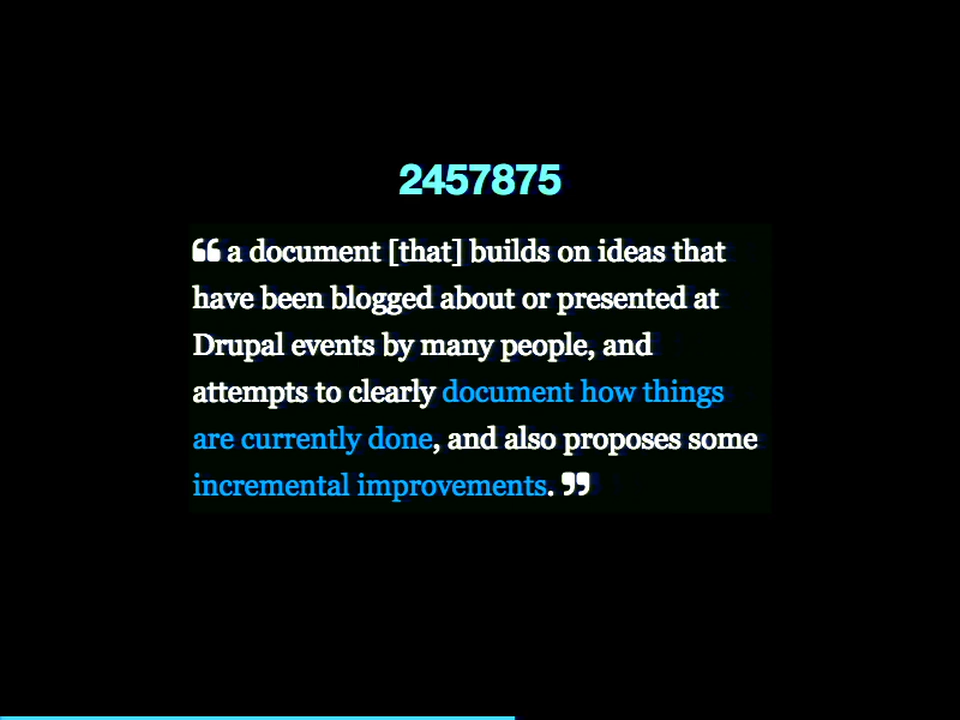 2457875
“ a document [that] builds on ideas that
have been blogged about or presented at
Drupal events by many people, and
attempts to clearly document how things
are currently done, and also proposes some
incremental improvements. ”